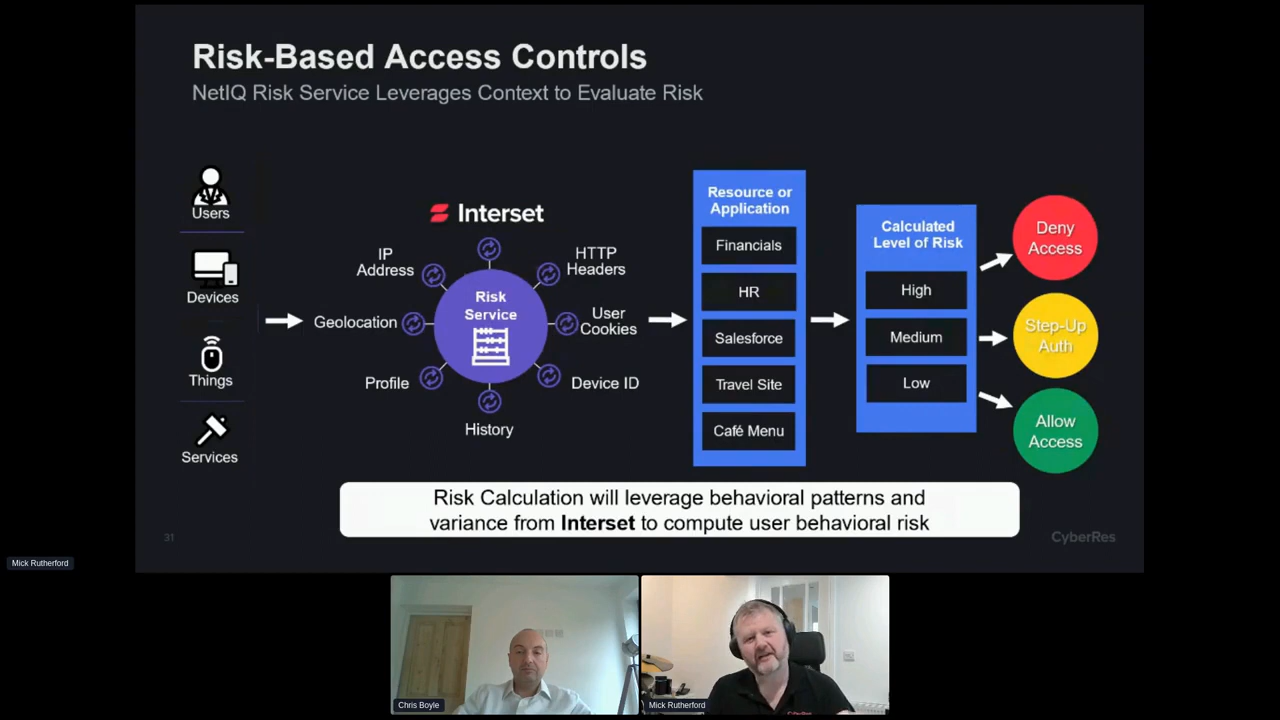 Risk-Based Access Controls
NetIQ Risk Service Leverages Context to Evaluate Risk
Users
Devices
Things
Services
Interset
IP
Address
HTTP
Headers
Geolocation
Risk
Service
User
Cookies
Profile
Device ID
History
Resource or
Application
Financials
HR
Salesforce
Travel Site
Café Menu
Calculated
Level of Risk
High
Medium
Low
Deny
Access
Step-Up
Auth
Allow
Access
Risk Calculation will leverage behavioral patterns and
variance from Interset to compute user behavioral risk
31
CyberRes
Mick Rutherford
Chris Boyle
Mick Rutherford